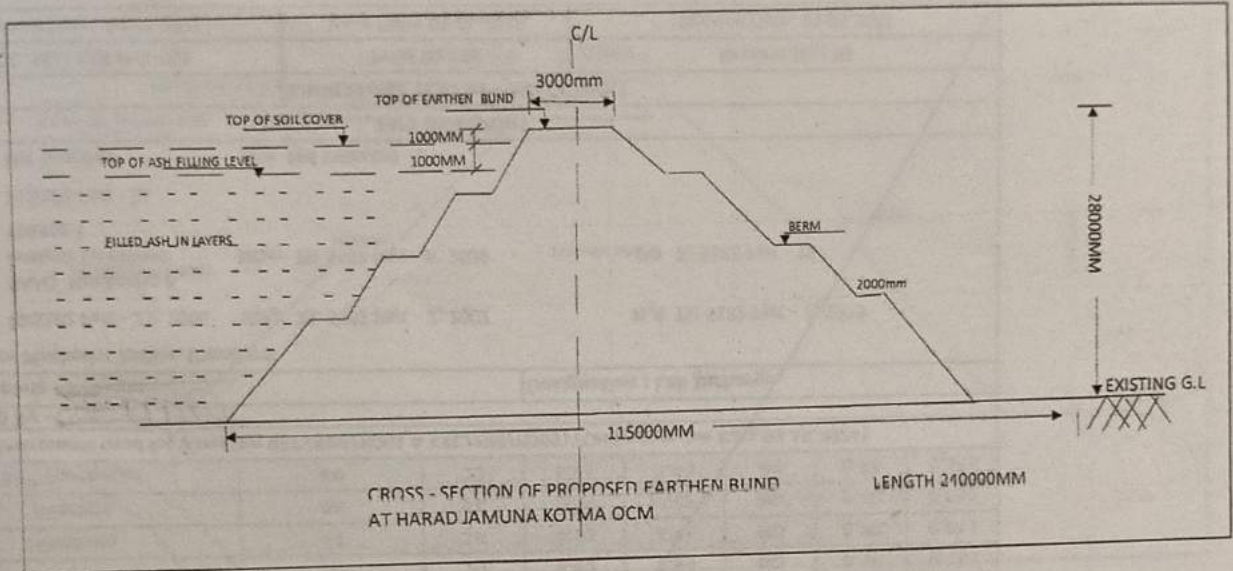 C/L
3000mm
TOP OF EARTHEN BUND
TOP OF SOIL COVER
1000MM
TOP OF ASH FILLING LEVEL
1000MM
28000MM
FILLED ASH IN LAYERS
BERM
2000mm
EXISTING G.L
115000MM
CROSS - SECTION OF PROPOSED EARTHEN BUND
LENGTH 240000MM
AT HARAD JAMUNA KOTMA OCM